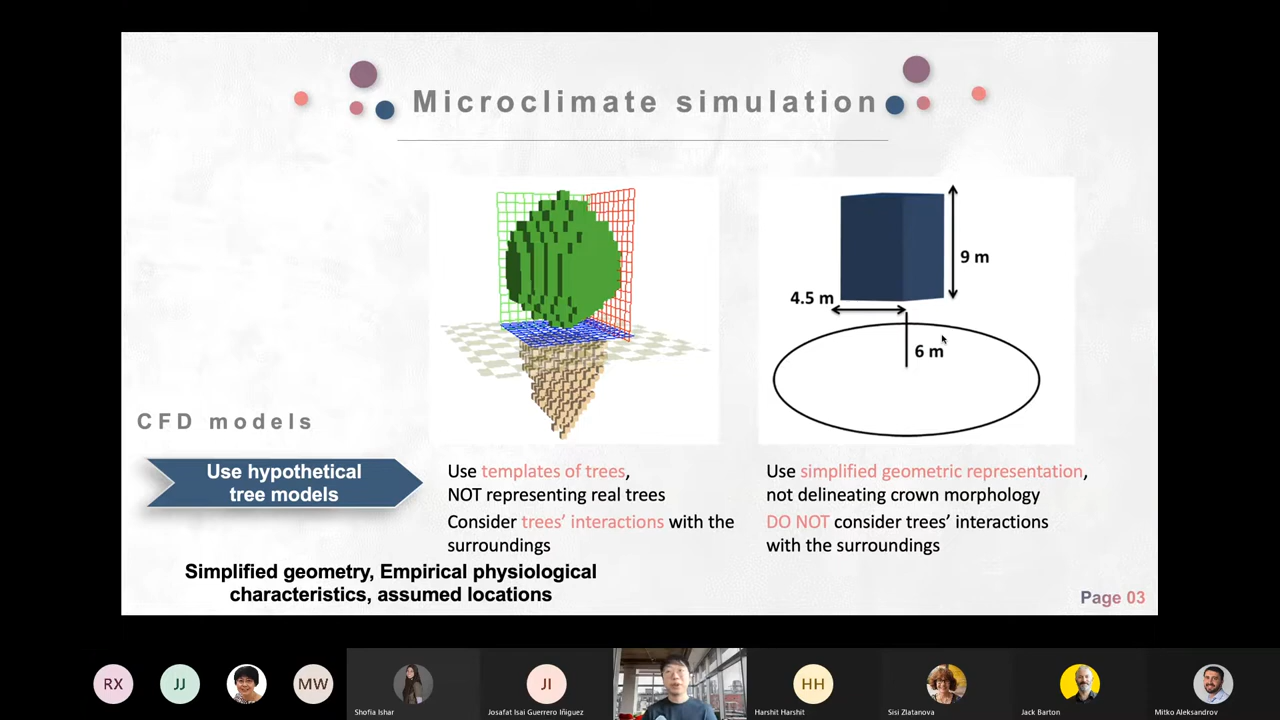 Microclimate simulation
9 m
4.5 m
6 m
CFD models
Use hypothetical
tree models
Use templates of trees,
NOT representing real trees
Consider trees' interactions with the
surroundings
Use simplified geometric representation,
not delineating crown morphology
DO NOT consider trees' interactions
with the surroundings
Simplified geometry, Empirical physiological
characteristics, assumed locations
Page 03
RX
JJ
MW
JI
HH
Shofia Ishar
Josafat Isai Guerrero Iñiguez
Harshit Harshit
Sisi Zlatanova
Jack Barton
Mitko Aleksandrov